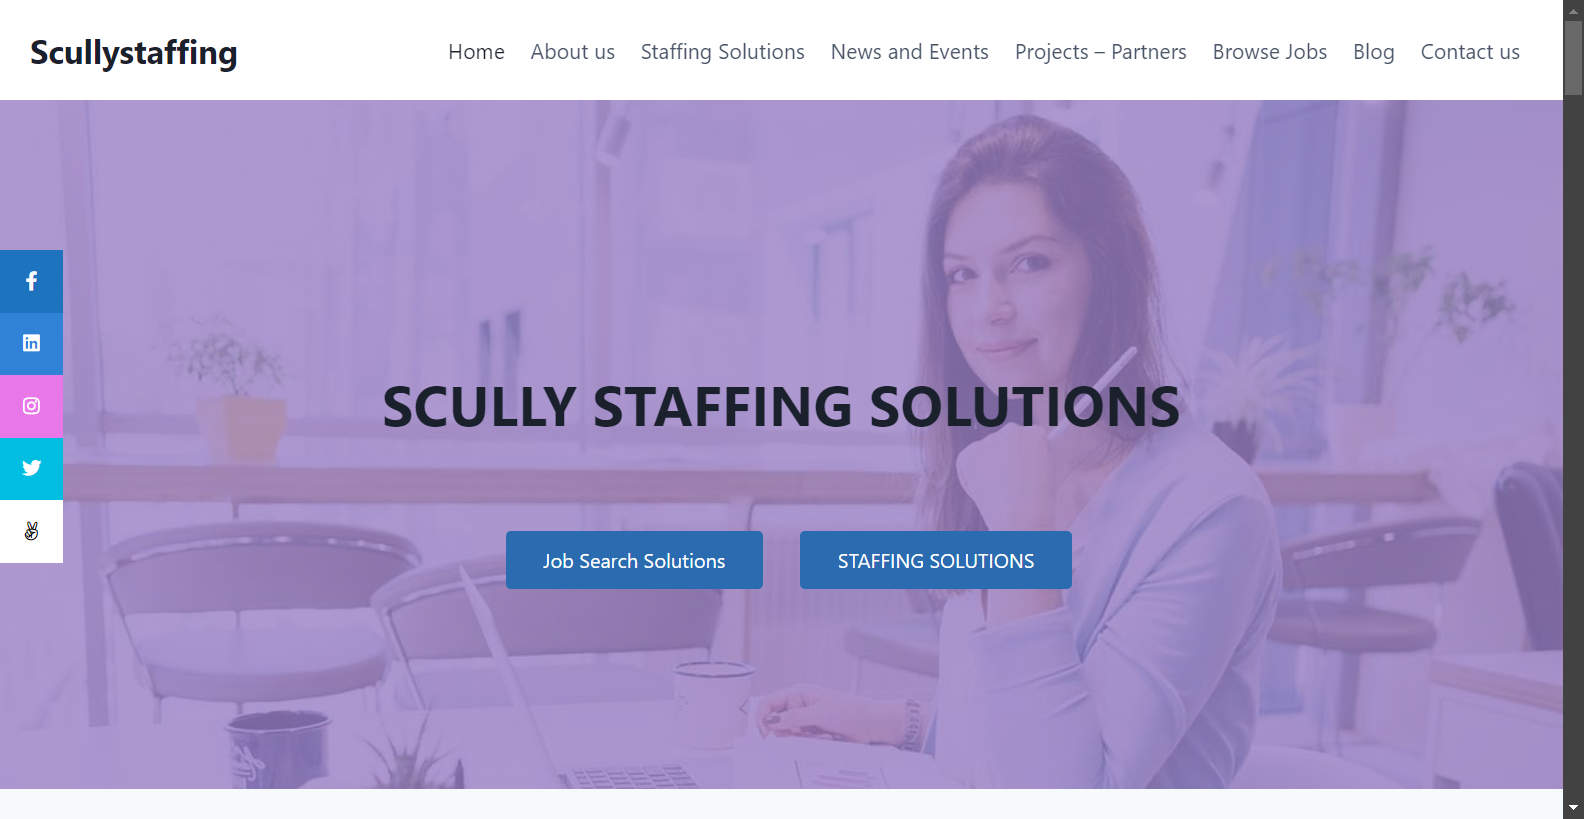 Scullystaffing
Home About us Staffing Solutions News and Events Projects – Partners Browse Jobs Blog Contact us
SCULLY STAFFING SOLUTIONS
Job Search Solutions STAFFING SOLUTIONS